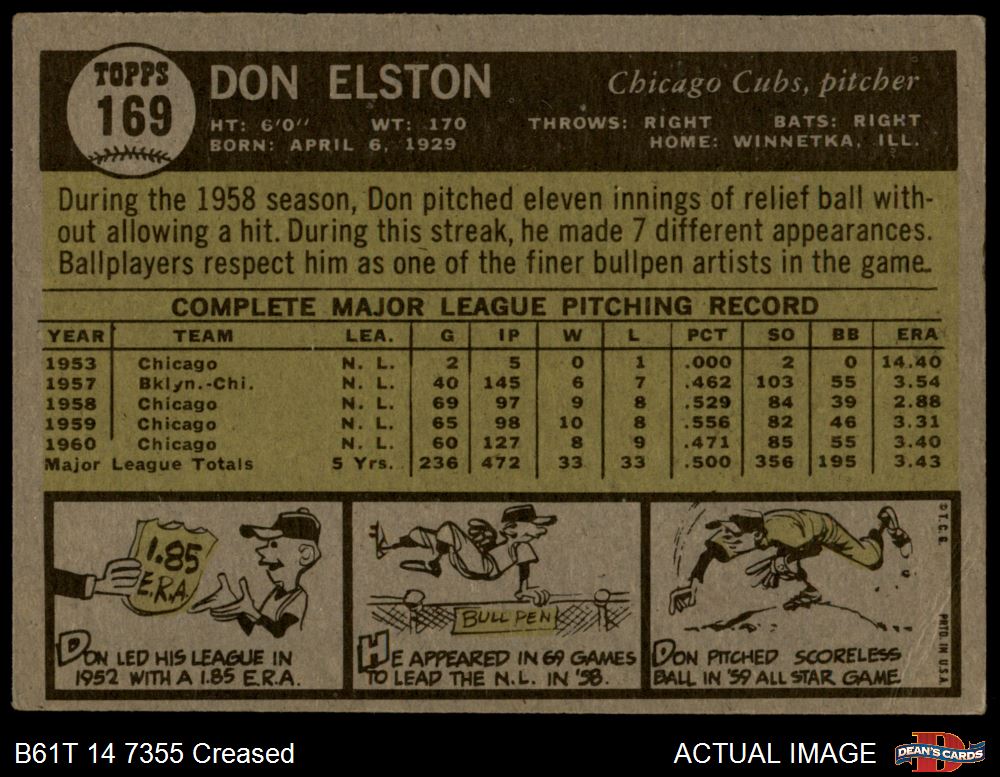 TOPPS
169
DON ELSTON
Chicago Cubs, pitcher
HT: 6'0" WT: 170 THROWS: RIGHT BATS: RIGHT
BORN: APRIL 6, 1929 HOME: WINNETKA, ILL.
During the 1958 season, Don pitched eleven innings of relief ball with-
out allowing a hit. During this streak, he made 7 different appearances.
Ballplayers respect him as one of the finer bullpen artists in the game.
COMPLETE MAJOR LEAGUE PITCHING RECORD
YEAR TEAM LEA. G IP W L PCT SO BB ERA
1953 Chicago N. L. 2 5 0 1 .000 2 0 14.40
1957 Bklyn.-Chi. N. L. 40 145 6 7 .462 103 55 3.54
1958 Chicago N. L. 69 97 9 8 .529 84 39 2.88
1959 Chicago N. L. 65 98 10 8 .556 82 46 3.31
1960 Chicago N. L. 60 127 8 9 .471 85 55 3.40
Major League Totals 5 Yrs. 236 472 33 33 .500 356 195 3.43
1.85
E.R.A.
DON LED HIS LEAGUE IN
1952 WITH A 1.85 E.R.A.
BULL PEN
HE APPEARED IN 69 GAMES
TO LEAD THE N.L. IN '58.
DON PITCHED SCORELESS
BALL IN '59 ALL STAR GAME.
© T.C.G.
PRTD. IN U.S.A.
B61T 14 7355 Creased
ACTUAL IMAGE
DEAN'S CARDS